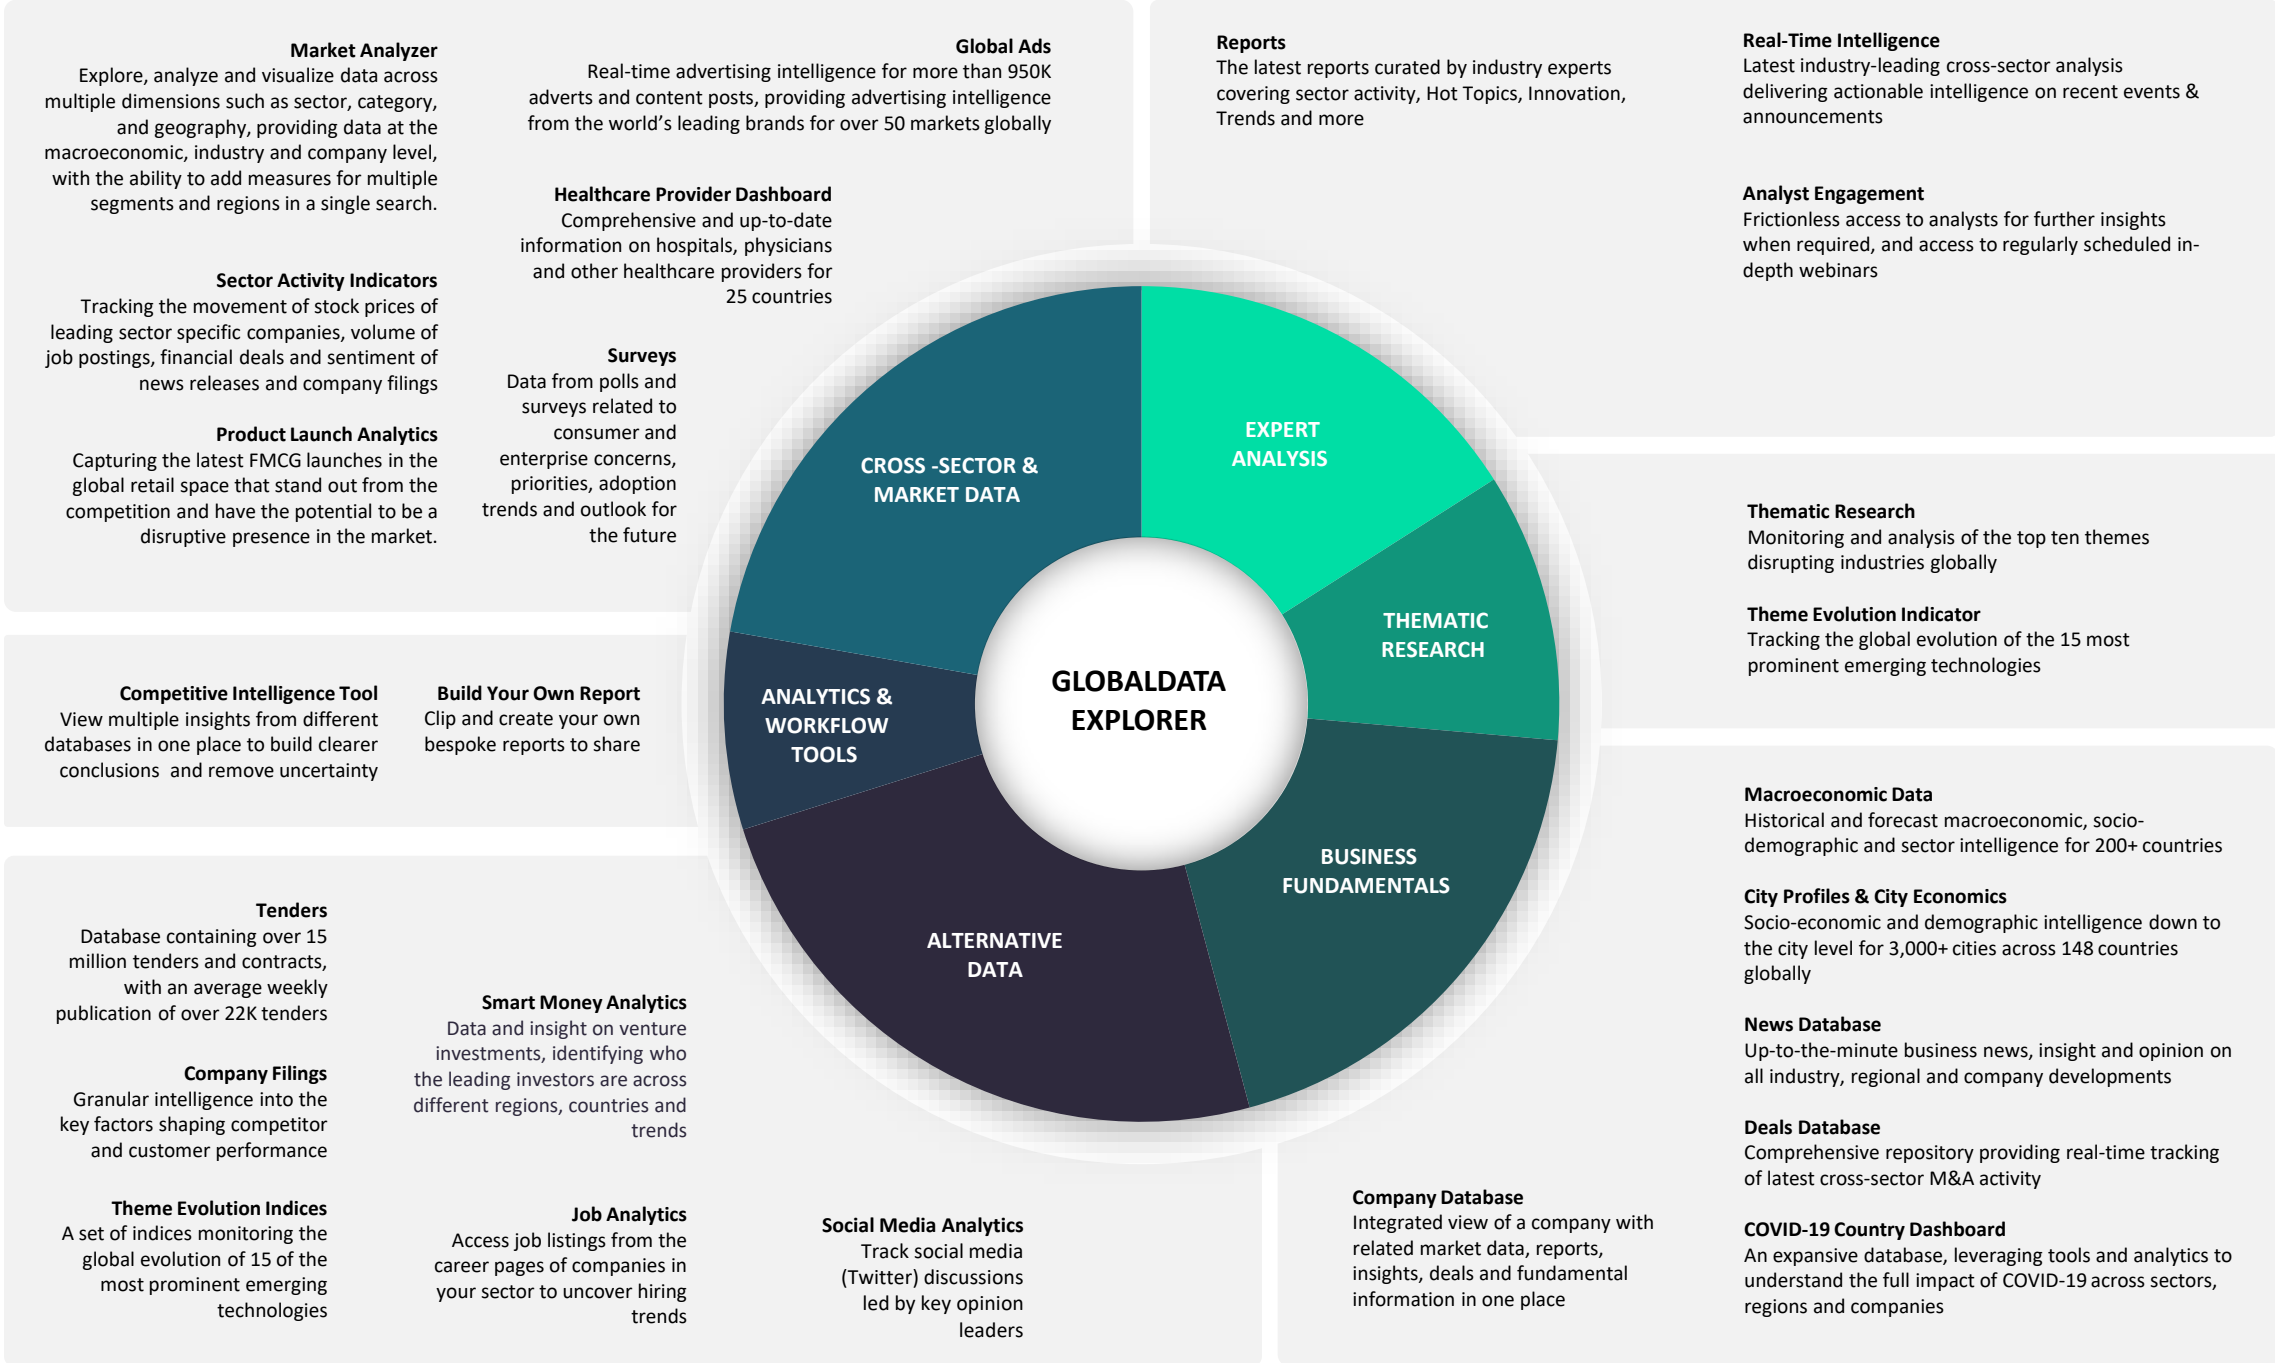 Market Analyzer
Explore, analyze and visualize data across
multiple dimensions such as sector, category,
and geography, providing data at the
macroeconomic, industry and company level,
with the ability to add measures for multiple
segments and regions in a single search.
Sector Activity Indicators
Tracking the movement of stock prices of
leading sector specific companies, volume of
job postings, financial deals and sentiment of
news releases and company filings
Product Launch Analytics
Capturing the latest FMCG launches in the
global retail space that stand out from the
competition and have the potential to be a
disruptive presence in the market.
Global Ads
Real-time advertising intelligence for more than 950K
adverts and content posts, providing advertising intelligence
from the world’s leading brands for over 50 markets globally
Healthcare Provider Dashboard
Comprehensive and up-to-date
information on hospitals, physicians
and other healthcare providers for
25 countries
Surveys
Data from polls and
surveys related to
consumer and
enterprise concerns,
priorities, adoption
trends and outlook for
the future
Reports
The latest reports curated by industry experts
covering sector activity, Hot Topics, Innovation,
Trends and more
Real-Time Intelligence
Latest industry-leading cross-sector analysis
delivering actionable intelligence on recent events &
announcements
Analyst Engagement
Frictionless access to analysts for further insights
when required, and access to regularly scheduled in-
depth webinars
CROSS -SECTOR &
MARKET DATA
EXPERT
ANALYSIS
THEMATIC
RESEARCH
ANALYTICS &
WORKFLOW
TOOLS
GLOBALDATA
EXPLORER
BUSINESS
FUNDAMENTALS
ALTERNATIVE
DATA
Thematic Research
Monitoring and analysis of the top ten themes
disrupting industries globally
Theme Evolution Indicator
Tracking the global evolution of the 15 most
prominent emerging technologies
Competitive Intelligence Tool
View multiple insights from different
databases in one place to build clearer
conclusions and remove uncertainty
Build Your Own Report
Clip and create your own
bespoke reports to share
Tenders
Database containing over 15
million tenders and contracts,
with an average weekly
publication of over 22K tenders
Company Filings
Granular intelligence into the
key factors shaping competitor
and customer performance
Theme Evolution Indices
A set of indices monitoring the
global evolution of 15 of the
most prominent emerging
technologies
Smart Money Analytics
Data and insight on venture
investments, identifying who
the leading investors are across
different regions, countries and
trends
Job Analytics
Access job listings from the
career pages of companies in
your sector to uncover hiring
trends
Social Media Analytics
Track social media
(Twitter) discussions
led by key opinion
leaders
Company Database
Integrated view of a company with
related market data, reports,
insights, deals and fundamental
information in one place
Macroeconomic Data
Historical and forecast macroeconomic, socio-
demographic and sector intelligence for 200+ countries
City Profiles & City Economics
Socio-economic and demographic intelligence down to
the city level for 3,000+ cities across 148 countries
globally
News Database
Up-to-the-minute business news, insight and opinion on
all industry, regional and company developments
Deals Database
Comprehensive repository providing real-time tracking
of latest cross-sector M&A activity
COVID-19 Country Dashboard
An expansive database, leveraging tools and analytics to
understand the full impact of COVID-19 across sectors,
regions and companies